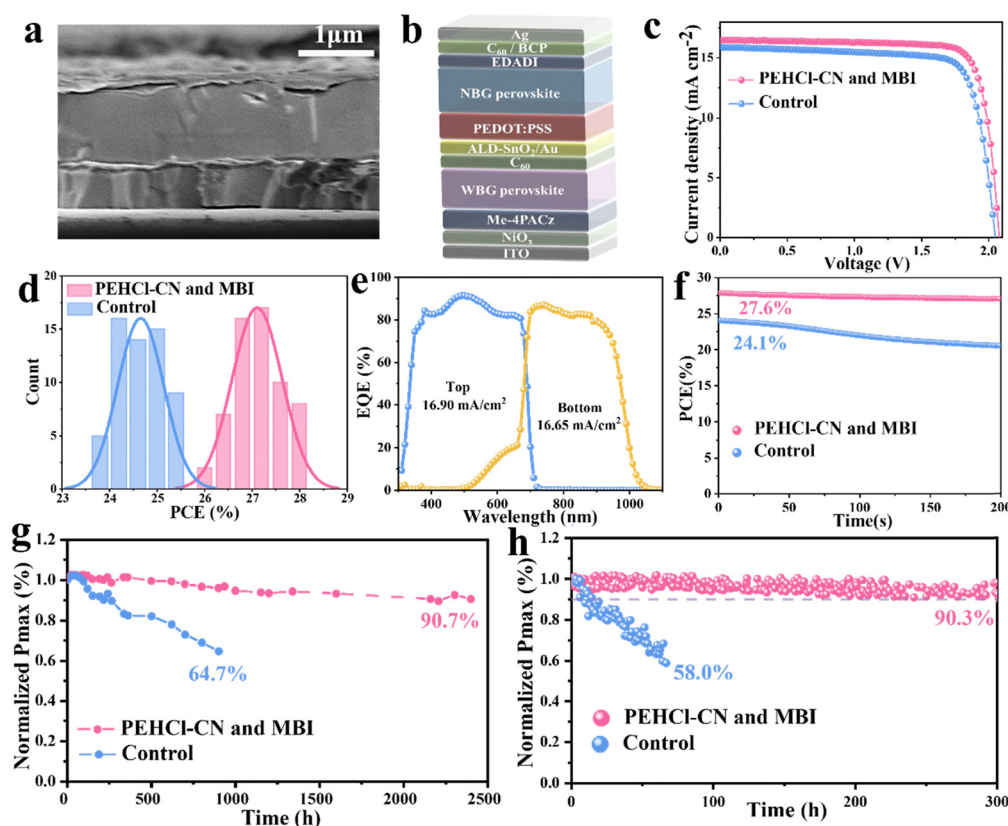 a
1μm
b
Ag
C60 / BCP
EDADI
NBG perovskite
PEDOT:PSS
ALD-SnO2/Au
C60
WBG perovskite
Me-4PACz
NiOx
ITO
c
Current density (mA cm-2)
15
10
5
0
PEHCl-CN and MBI
Control
0.0 0.5 1.0 1.5 2.0
Voltage (V)
d
Count
20
15
10
5
0
PEHCl-CN and MBI
Control
23 24 25 26 27 28 29
PCE (%)
e
EQE (%)
100
80
60
40
20
0
Top
16.90 mA/cm2
Bottom
16.65 mA/cm2
400 600 800 1000
Wavelength (nm)
f
PCE(%)
30
25
20
15
10
5
0
27.6%
24.1%
PEHCl-CN and MBI
Control
0 50 100 150 200
Time(s)
g
Normalized Pmax (%)
1.2
1.0
0.8
0.6
0.4
0.2
0.0
90.7%
64.7%
PEHCl-CN and MBI
Control
0 500 1000 1500 2000 2500
Time (h)
h
Normalized Pmax (%)
1.2
1.0
0.8
0.6
0.4
0.2
0.0
90.3%
58.0%
PEHCl-CN and MBI
Control
0 100 200 300
Time (h)